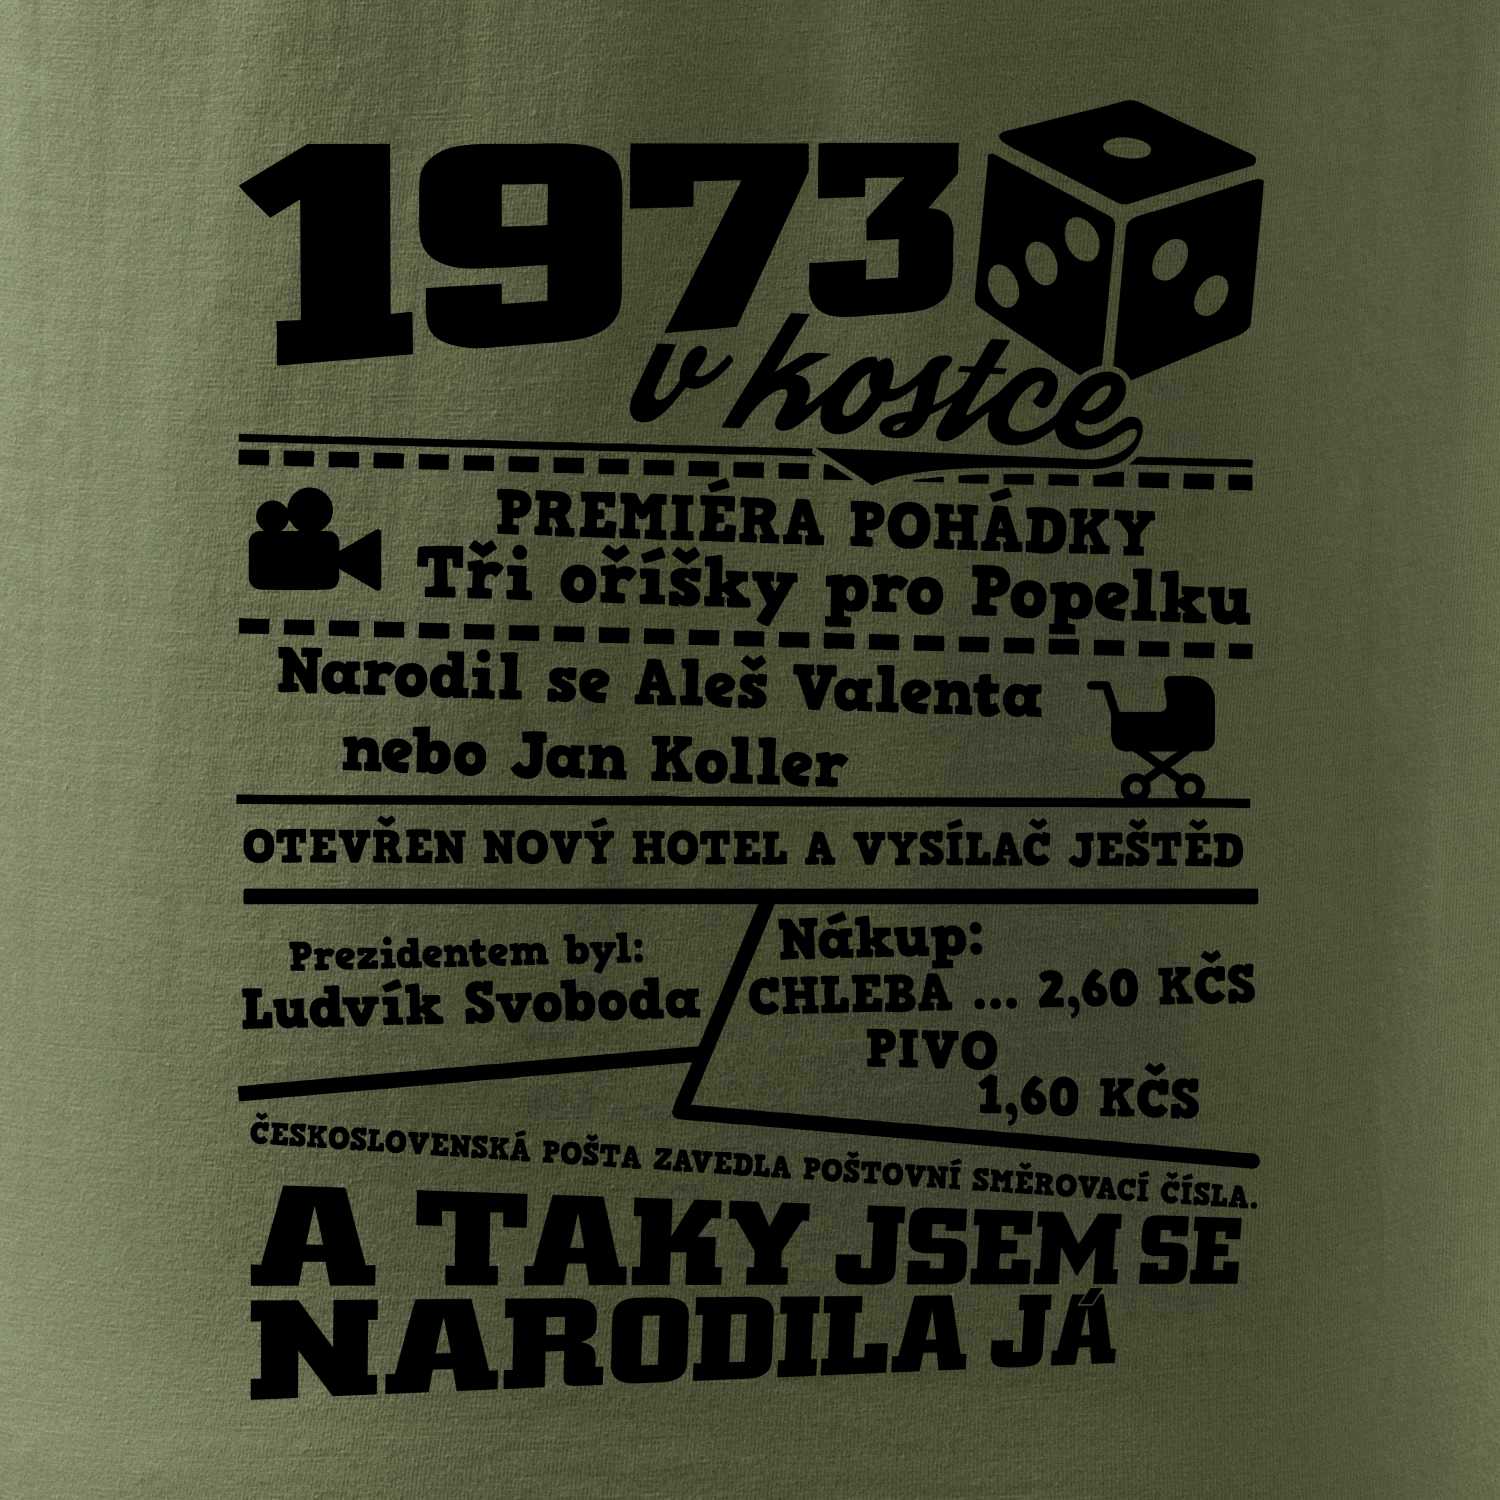 1973
v kostce
PREMIÉRA POHÁDKY
Tři oříšky pro Popelku
Narodil se Aleš Valenta
nebo Jan Koller
OTEVŘEN NOVÝ HOTEL A VYSÍLAČ JEŠTĚD
Prezidentem byl:
Ludvík Svoboda
Nákup:
CHLEBA ... 2,60 KČS
PIVO
1,60 KČS
ČESKOSLOVENSKÁ POŠTA ZAVEDLA POŠTOVNÍ SMĚROVACÍ ČÍSLA.
A TAKY JSEM SE
NARODILA JÁ